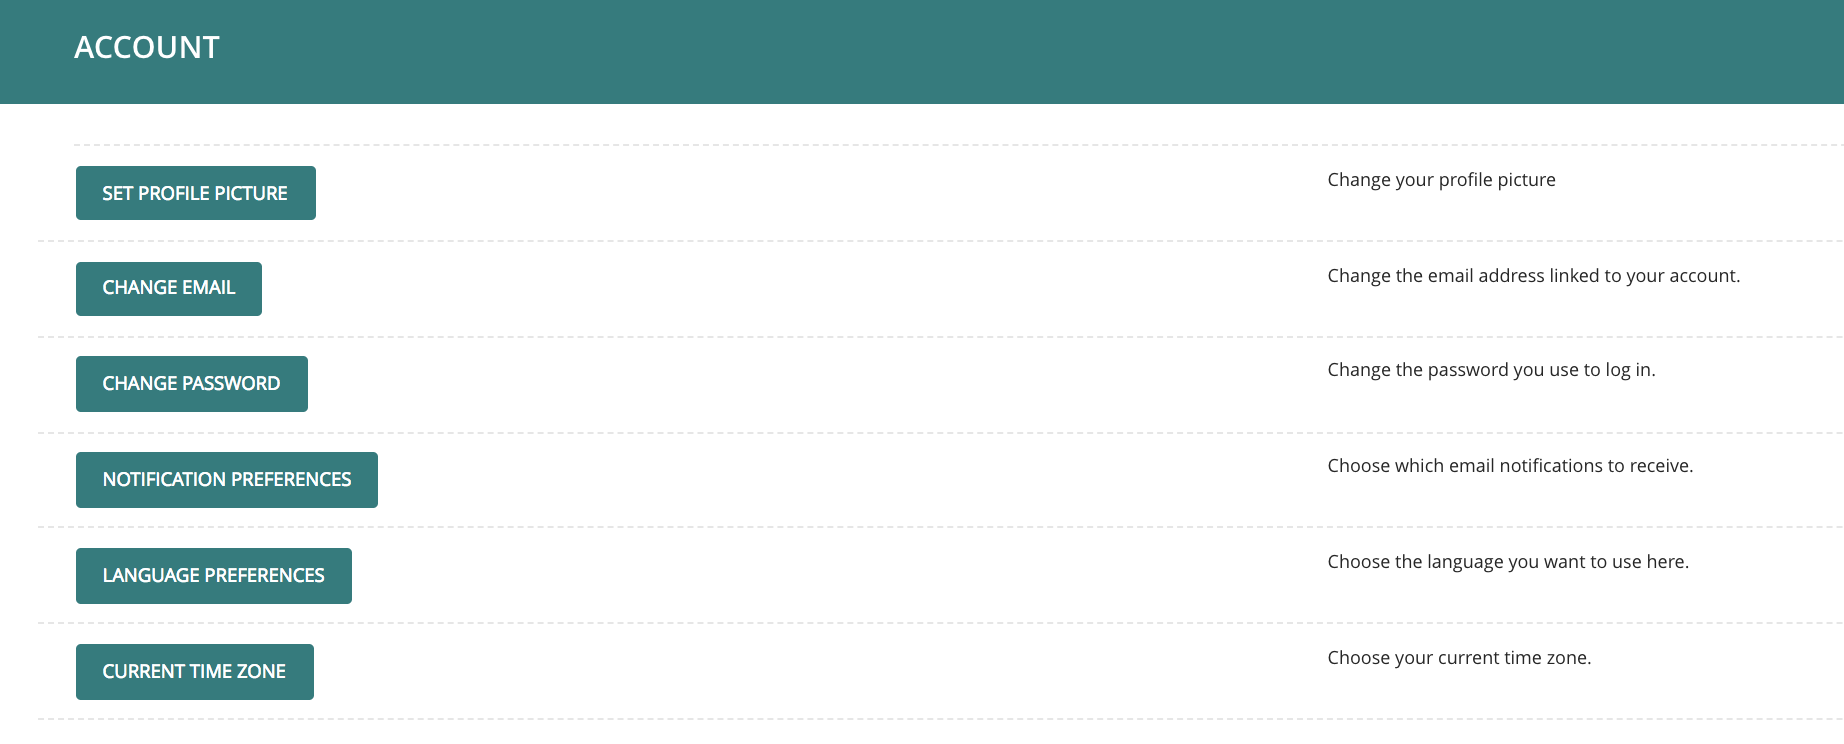 ACCOUNT
SET PROFILE PICTURE
Change your profile picture
CHANGE EMAIL
Change the email address linked to your account.
CHANGE PASSWORD
Change the password you use to log in.
NOTIFICATION PREFERENCES
Choose which email notifications to receive.
LANGUAGE PREFERENCES
Choose the language you want to use here.
CURRENT TIME ZONE
Choose your current time zone.